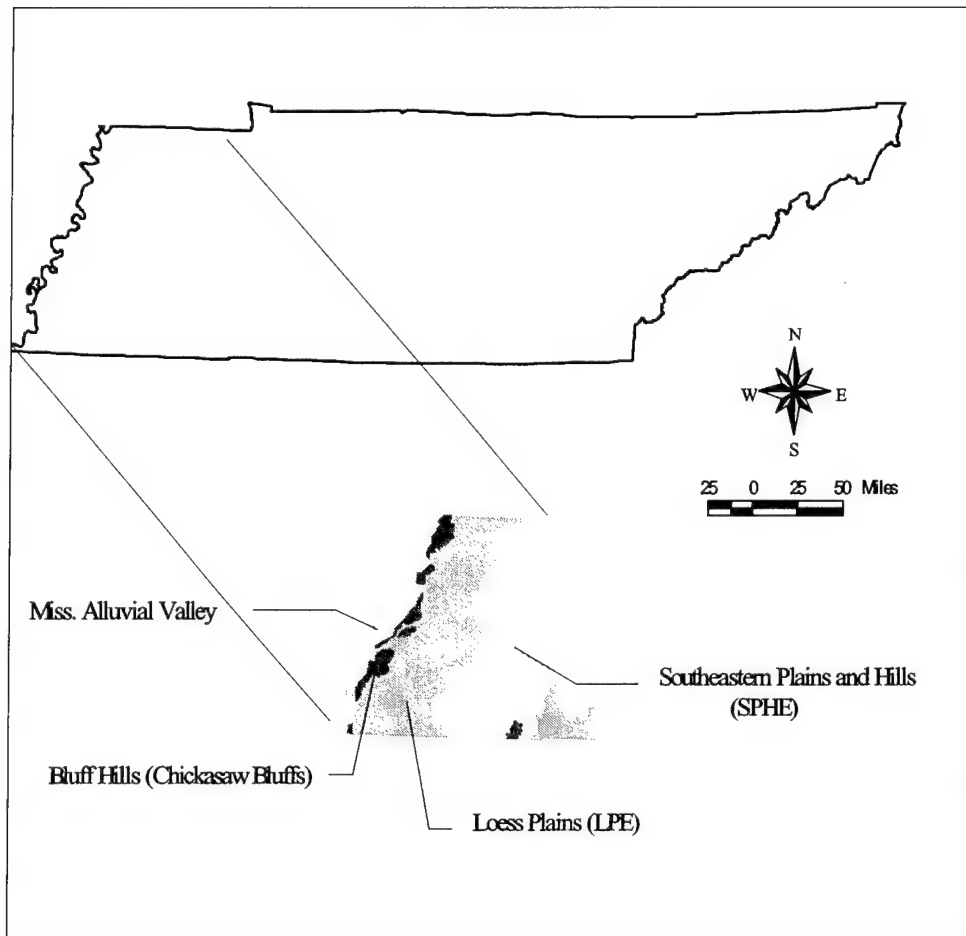 N
W E
S
25 0 25 50 Miles
Miss. Alluvial Valley
Southeastern Plains and Hills
(SPHE)
Bluff Hills (Chickasaw Bluffs)
Loess Plains (LPE)